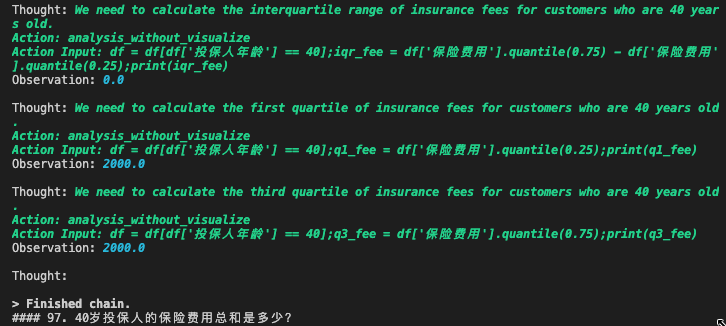 Thought: We need to calculate the interquartile range of insurance fees for customers who are 40 year
s old.
Action: analysis_without_visualize
Action Input: df = df[df['投保人年龄'] == 40];iqr_fee = df['保险费用'].quantile(0.75) - df['保险费用'
].quantile(0.25);print(iqr_fee)
Observation: 0.0
Thought: We need to calculate the first quartile of insurance fees for customers who are 40 years old
.
Action: analysis_without_visualize
Action Input: df = df[df['投保人年龄'] == 40];q1_fee = df['保险费用'].quantile(0.25);print(q1_fee)
Observation: 2000.0
Thought: We need to calculate the third quartile of insurance fees for customers who are 40 years old
.
Action: analysis_without_visualize
Action Input: df = df[df['投保人年龄'] == 40];q3_fee = df['保险费用'].quantile(0.75);print(q3_fee)
Observation: 2000.0
Thought:
> Finished chain.
#### 97. 40岁投保人的保险费用总和是多少?